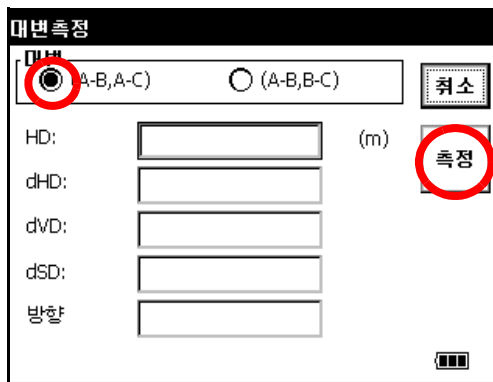 대변측정
대변
(A-B,A-C) (A-B,B-C) 취소
HD: (m) 측정
dHD:
dVD:
dSD:
방향